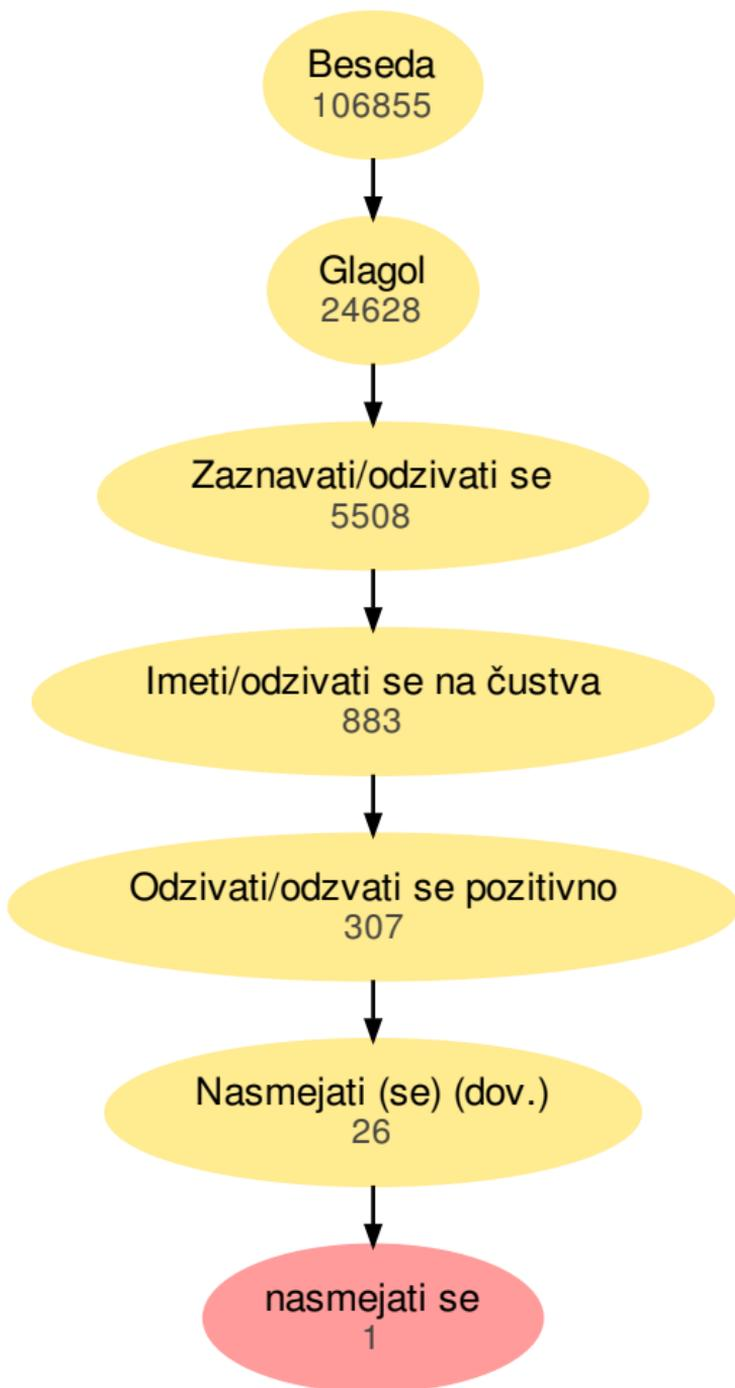 Beseda
106855
Glagol
24628
Zaznavati/odzivati se
5508
Imeti/odzivati se na čustva
883
Odzivati/odzvati se pozitivno
307
Nasmejati (se) (dov.)
26
nasmejati se
1